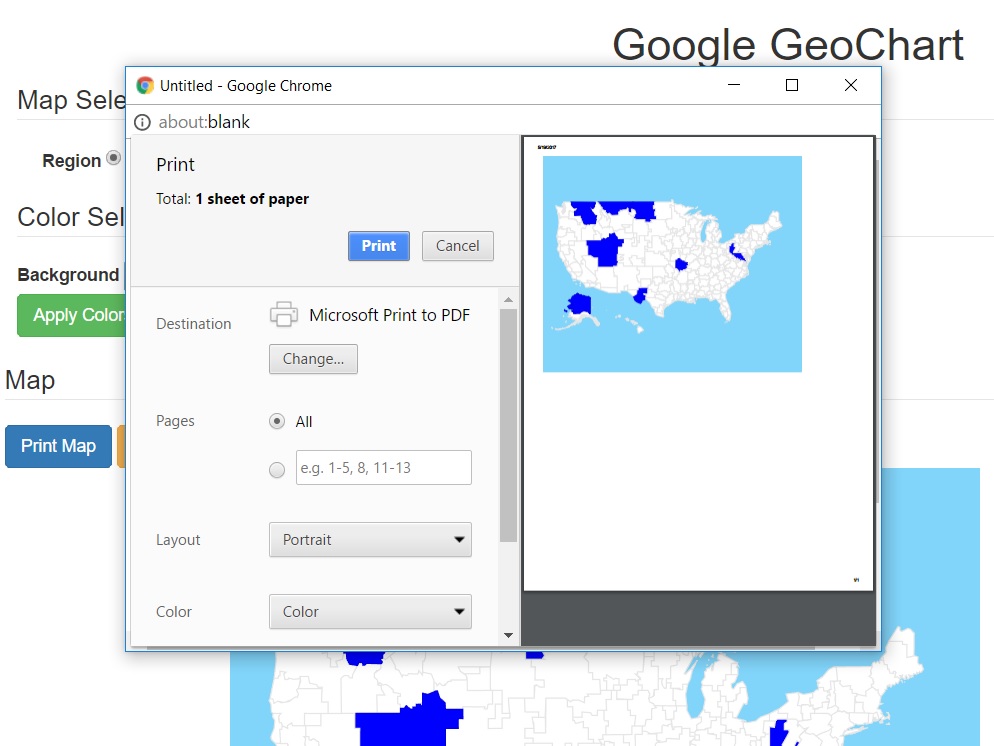 Google GeoChart
Untitled - Google Chrome
about:blank
Map Sele
Region
Color Sel
Background
Apply Color
Map
Print Map
Print
Total: 1 sheet of paper
Print
Cancel
Destination
Microsoft Print to PDF
Change...
Pages
All
e.g. 1-5, 8, 11-13
Layout
Portrait
Color
Color
1/1